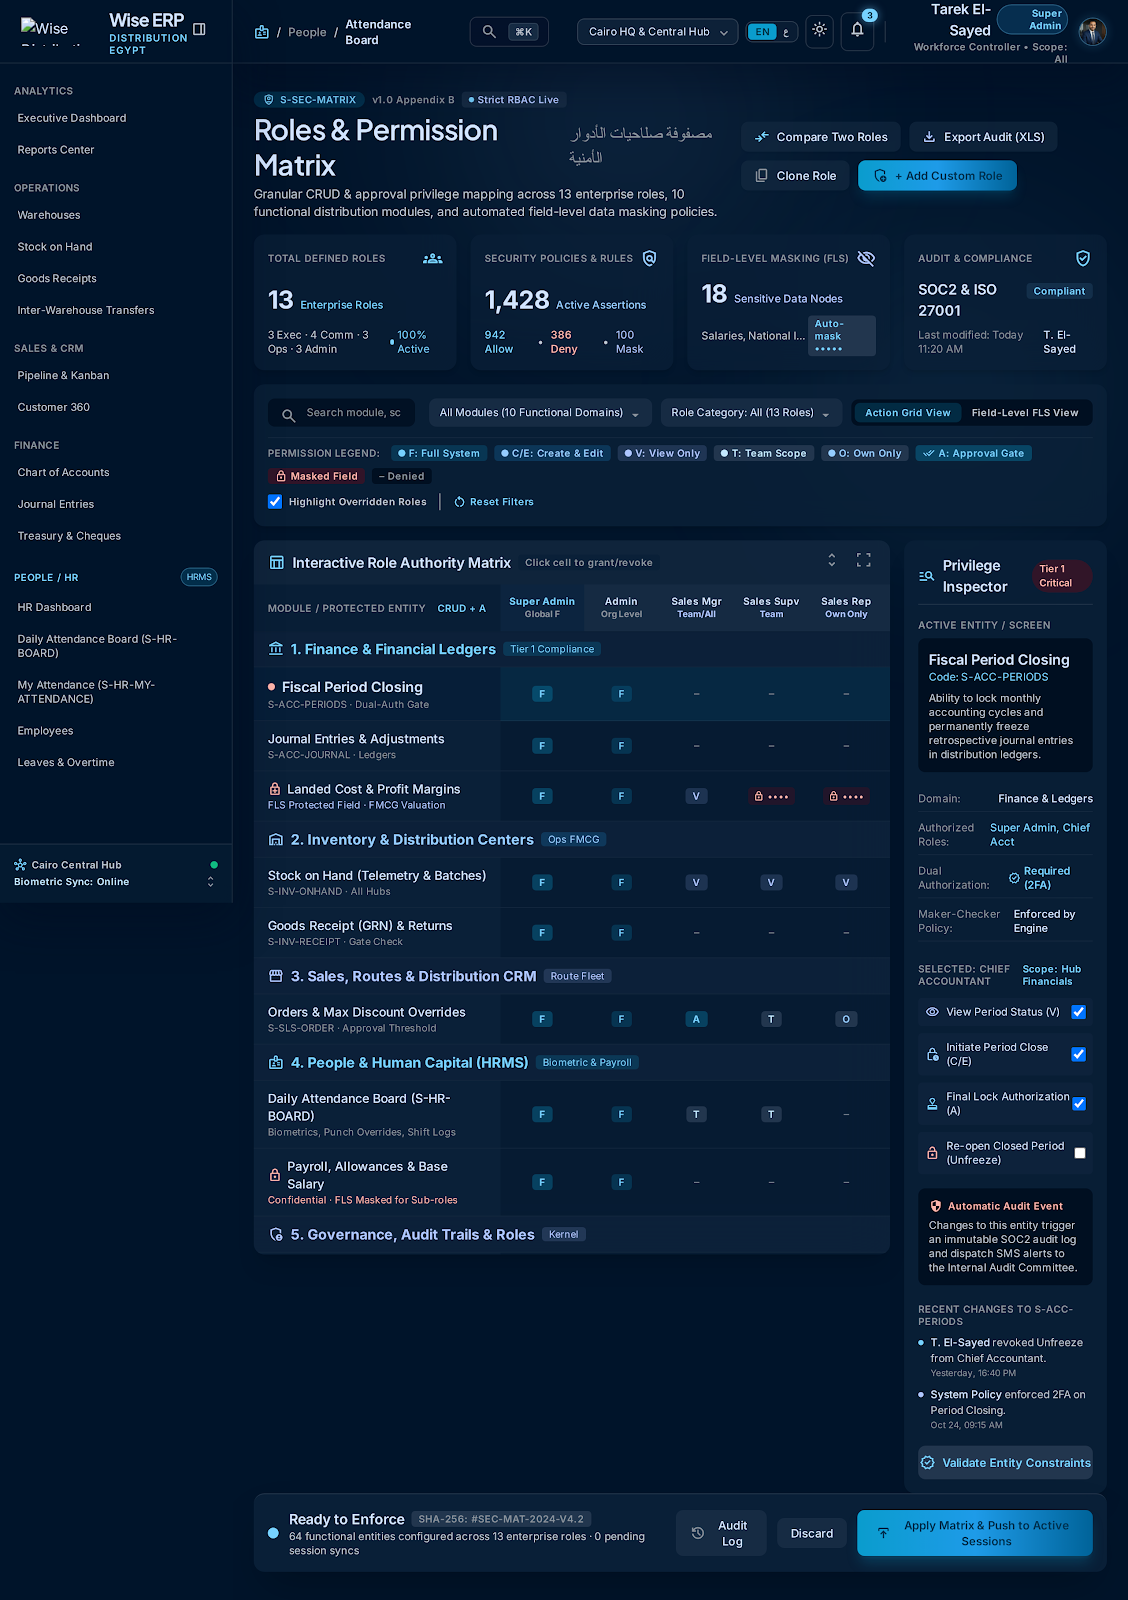 Wise
Wise ERP
DISTRIBUTION
EGYPT
ANALYTICS
Executive Dashboard
Reports Center
OPERATIONS
Warehouses
Stock on Hand
Goods Receipts
Inter-Warehouse Transfers
SALES & CRM
Pipeline & Kanban
Customer 360
FINANCE
Chart of Accounts
Journal Entries
Treasury & Cheques
PEOPLE / HR HRMS
HR Dashboard
Daily Attendance Board (S-HR-
BOARD)
My Attendance (S-HR-MY-
ATTENDANCE)
Employees
Leaves & Overtime
Cairo Central Hub
Biometric Sync: Online
/ People / Attendance
Board
⌘K
Cairo HQ & Central Hub
EN ع
3
Tarek El-
Sayed
Super
Admin
Workforce Controller • Scope:
All
S-SEC-MATRIX v1.0 Appendix B Strict RBAC Live
Roles & Permission
Matrix
مصفوفة صلاحيات الأدوار
الأمنية
Granular CRUD & approval privilege mapping across 13 enterprise roles, 10
functional distribution modules, and automated field-level data masking policies.
Compare Two Roles
Export Audit (XLS)
Clone Role
+ Add Custom Role
TOTAL DEFINED ROLES
13 Enterprise Roles
3 Exec · 4 Comm · 3
Ops · 3 Admin
100%
Active
SECURITY POLICIES & RULES
1,428 Active Assertions
942
Allow
• 386
Deny
• 100
Mask
FIELD-LEVEL MASKING (FLS)
18 Sensitive Data Nodes
Salaries, National I...
Auto-
mask
•••••
AUDIT & COMPLIANCE
SOC2 & ISO
27001
Compliant
Last modified: Today
11:20 AM
T. El-
Sayed
Search module, sc
All Modules (10 Functional Domains)
Role Category: All (13 Roles)
Action Grid View
Field-Level FLS View
PERMISSION LEGEND: F: Full System C/E: Create & Edit V: View Only T: Team Scope O: Own Only A: Approval Gate
Masked Field – Denied
Highlight Overridden Roles Reset Filters
Interactive Role Authority Matrix Click cell to grant/revoke
MODULE / PROTECTED ENTITY CRUD + A
Super Admin
Global F
Admin
Org Level
Sales Mgr
Team/All
Sales Supv
Team
Sales Rep
Own Only
1. Finance & Financial Ledgers Tier 1 Compliance
Fiscal Period Closing
S-ACC-PERIODS · Dual-Auth Gate
F F – – –
Journal Entries & Adjustments
S-ACC-JOURNAL · Ledgers
F F – – –
Landed Cost & Profit Margins
FLS Protected Field · FMCG Valuation
F F V •••• ••••
2. Inventory & Distribution Centers Ops FMCG
Stock on Hand (Telemetry & Batches)
S-INV-ONHAND · All Hubs
F F V V V
Goods Receipt (GRN) & Returns
S-INV-RECEIPT · Gate Check
F F – – –
3. Sales, Routes & Distribution CRM Route Fleet
Orders & Max Discount Overrides
S-SLS-ORDER · Approval Threshold
F F A T O
4. People & Human Capital (HRMS) Biometric & Payroll
Daily Attendance Board (S-HR-
BOARD)
Biometrics, Punch Overrides, Shift Logs
F F T T –
Payroll, Allowances & Base
Salary
Confidential · FLS Masked for Sub-roles
F F – – –
5. Governance, Audit Trails & Roles Kernel
Privilege
Inspector
Tier 1
Critical
ACTIVE ENTITY / SCREEN
Fiscal Period Closing
Code: S-ACC-PERIODS
Ability to lock monthly
accounting cycles and
permanently freeze
retrospective journal entries
in distribution ledgers.
Domain: Finance & Ledgers
Authorized
Roles:
Super Admin, Chief
Acct
Dual
Authorization:
Required
(2FA)
Maker-Checker
Policy:
Enforced by
Engine
SELECTED: CHIEF
ACCOUNTANT
Scope: Hub
Financials
View Period Status (V)
Initiate Period Close
(C/E)
Final Lock Authorization
(A)
Re-open Closed Period
(Unfreeze)
Automatic Audit Event
Changes to this entity trigger
an immutable SOC2 audit log
and dispatch SMS alerts to
the Internal Audit Committee.
RECENT CHANGES TO S-ACC-
PERIODS
T. El-Sayed revoked Unfreeze
from Chief Accountant.
Yesterday, 16:40 PM
System Policy enforced 2FA on
Period Closing.
Oct 24, 09:15 AM
Validate Entity Constraints
Ready to Enforce SHA-256: #SEC-MAT-2024-V4.2
64 functional entities configured across 13 enterprise roles · 0 pending
session syncs
Audit
Log
Discard
Apply Matrix & Push to Active
Sessions